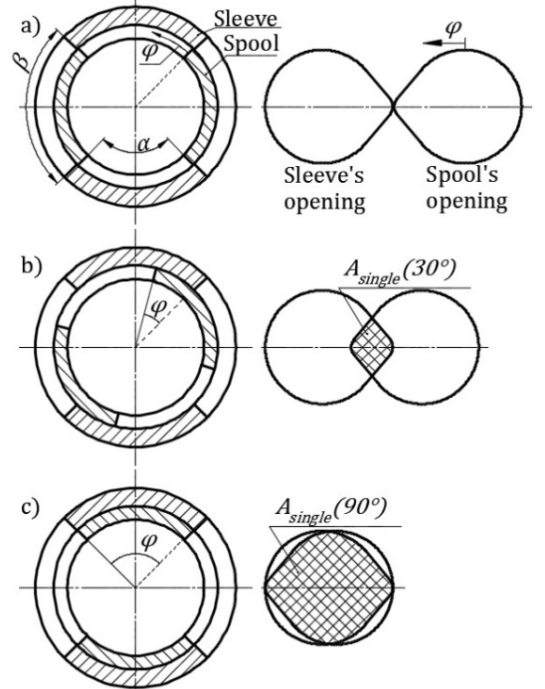 a)
Sleeve
Spool
φ
β
α
φ
Sleeve's
opening
Spool's
opening
b)
φ
A_single(30°)
c)
φ
A_single(90°)